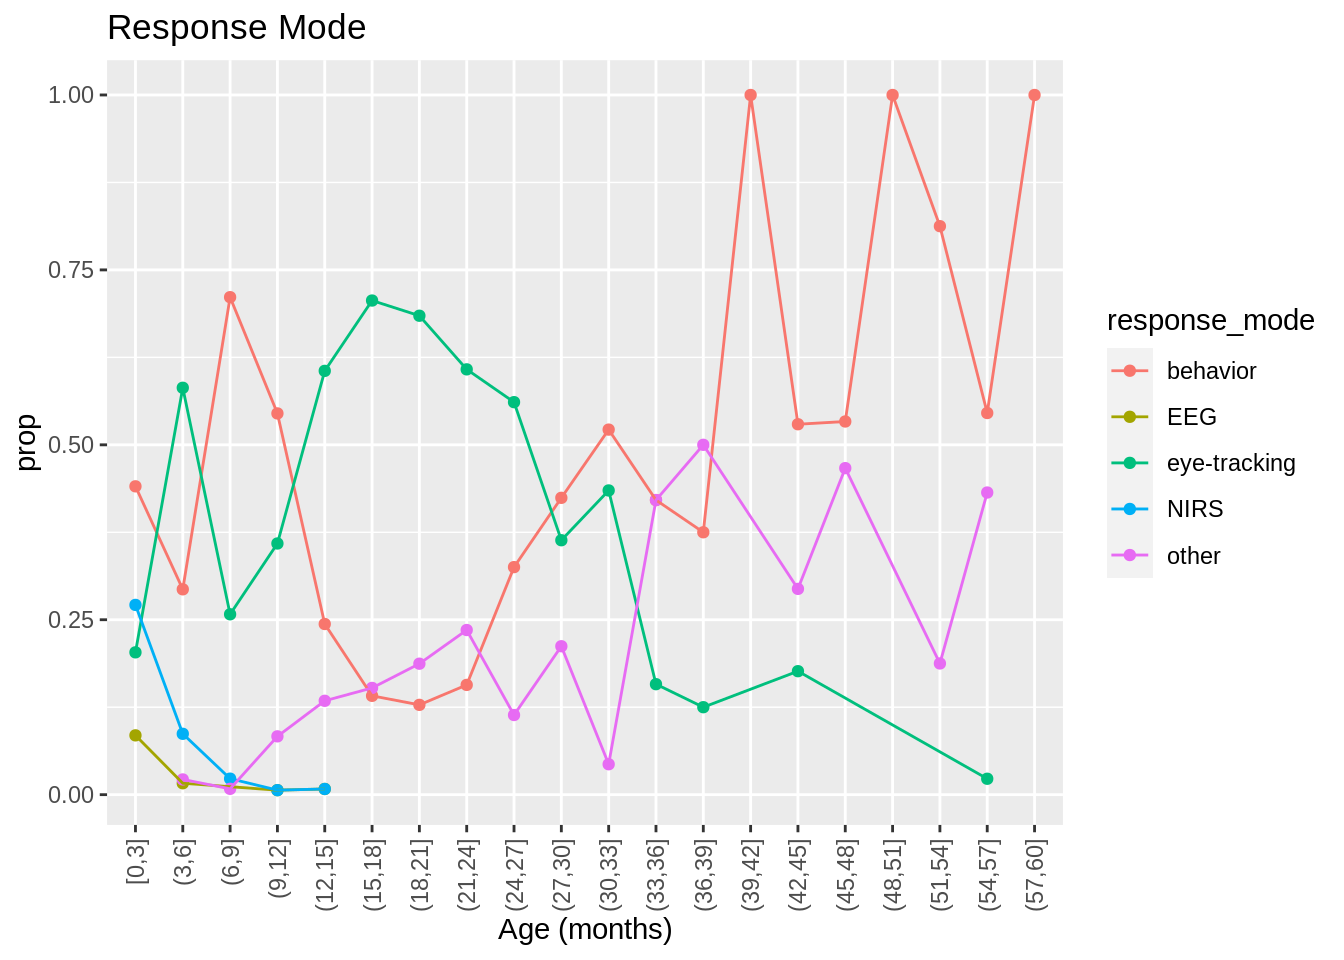 Response Mode
1.00
0.75
0.50
0.25
0.00
prop
[0,3]
(3,6]
(6,9]
(9,12]
(12,15]
(15,18]
(18,21]
(21,24]
(24,27]
(27,30]
(30,33]
(33,36]
(36,39]
(39,42]
(42,45]
(45,48]
(48,51]
(51,54]
(54,57]
(57,60]
Age (months)
response_mode
behavior
EEG
eye-tracking
NIRS
other